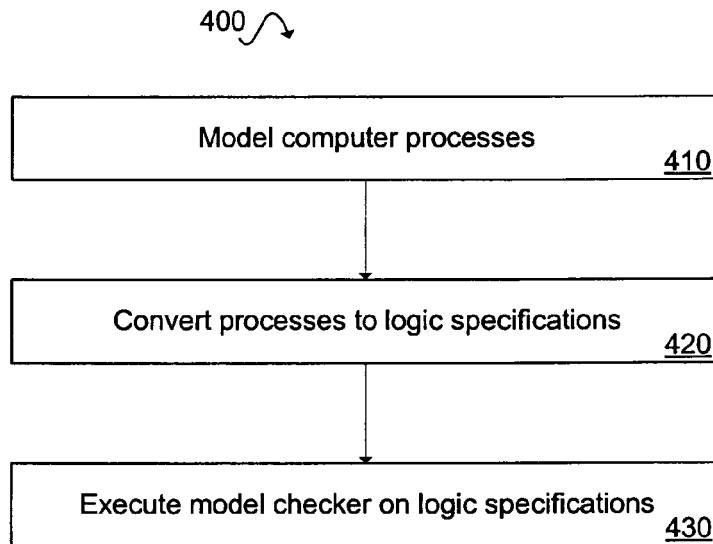 400
Model computer processes
410
Convert processes to logic specifications
420
Execute model checker on logic specifications
430